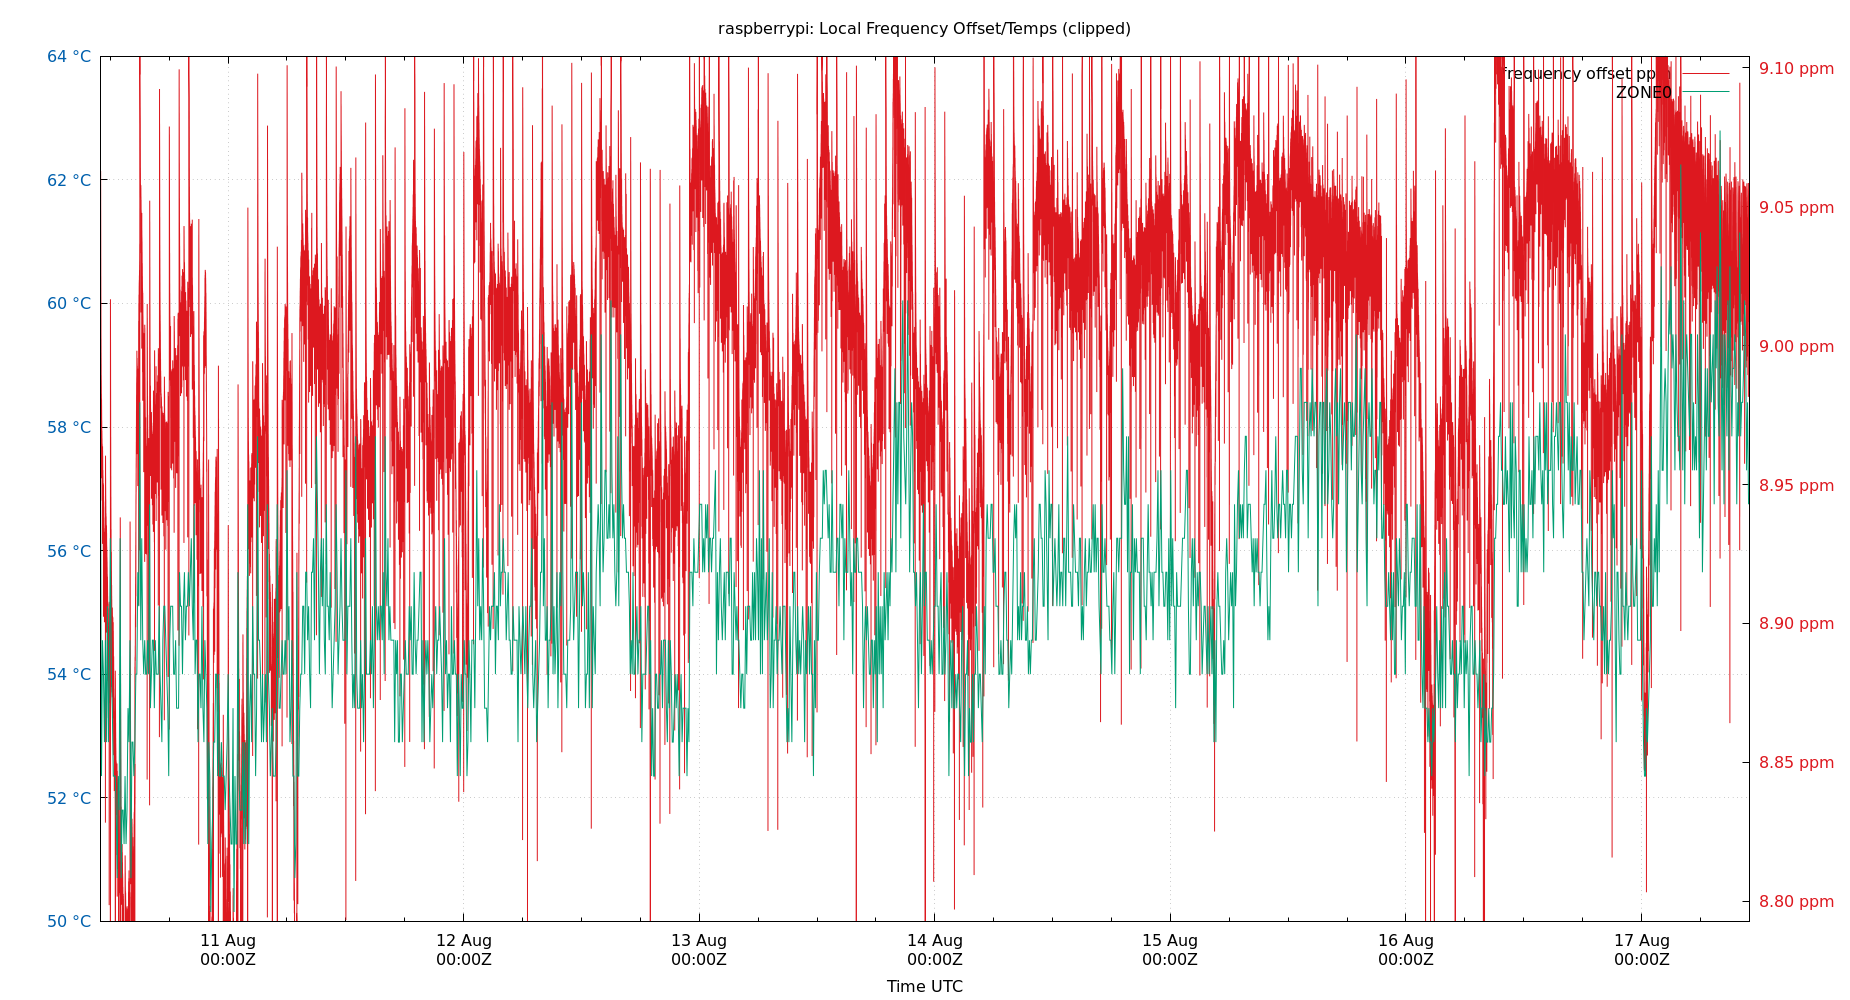 raspberrypi: Local Frequency Offset/Temps (clipped)
64 °C
62 °C
60 °C
58 °C
56 °C
54 °C
52 °C
50 °C
9.10 ppm
9.05 ppm
9.00 ppm
8.95 ppm
8.90 ppm
8.85 ppm
8.80 ppm
frequency offset ppm
ZONE0
11 Aug
00:00Z
12 Aug
00:00Z
13 Aug
00:00Z
14 Aug
00:00Z
15 Aug
00:00Z
16 Aug
00:00Z
17 Aug
00:00Z
Time UTC